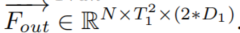 $\overrightarrow{F_{out}} \in \mathbb{R}^{N \times T_1^2 \times (2*D_1)}$.